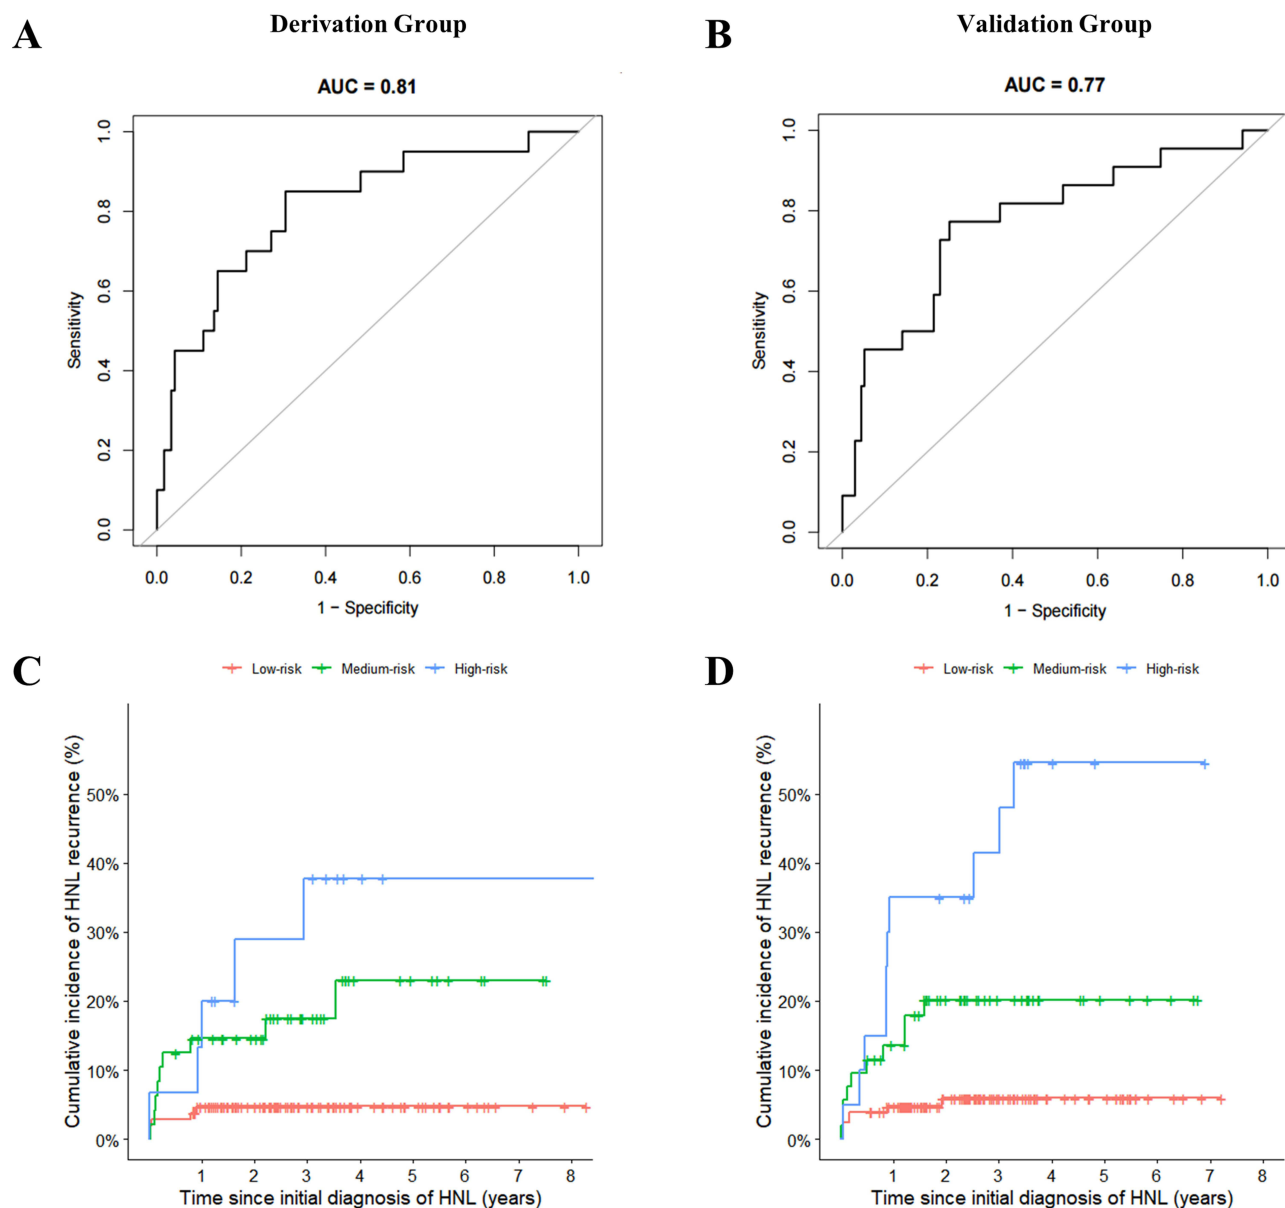 A
Derivation Group
B
Validation Group
AUC = 0.81
AUC = 0.77
Sensitivity
1.0
0.8
0.6
0.4
0.2
0.0
0.0 0.2 0.4 0.6 0.8 1.0
1 − Specificity
Sensitivity
1.0
0.8
0.6
0.4
0.2
0.0
0.0 0.2 0.4 0.6 0.8 1.0
1 − Specificity
C
Low-risk Medium-risk High-risk
Cumulative incidence of HNL recurrence (%)
50%
40%
30%
20%
10%
0%
1 2 3 4 5 6 7 8
Time since initial diagnosis of HNL (years)
D
Low-risk Medium-risk High-risk
Cumulative incidence of HNL recurrence (%)
50%
40%
30%
20%
10%
0%
1 2 3 4 5 6 7 8
Time since initial diagnosis of HNL (years)